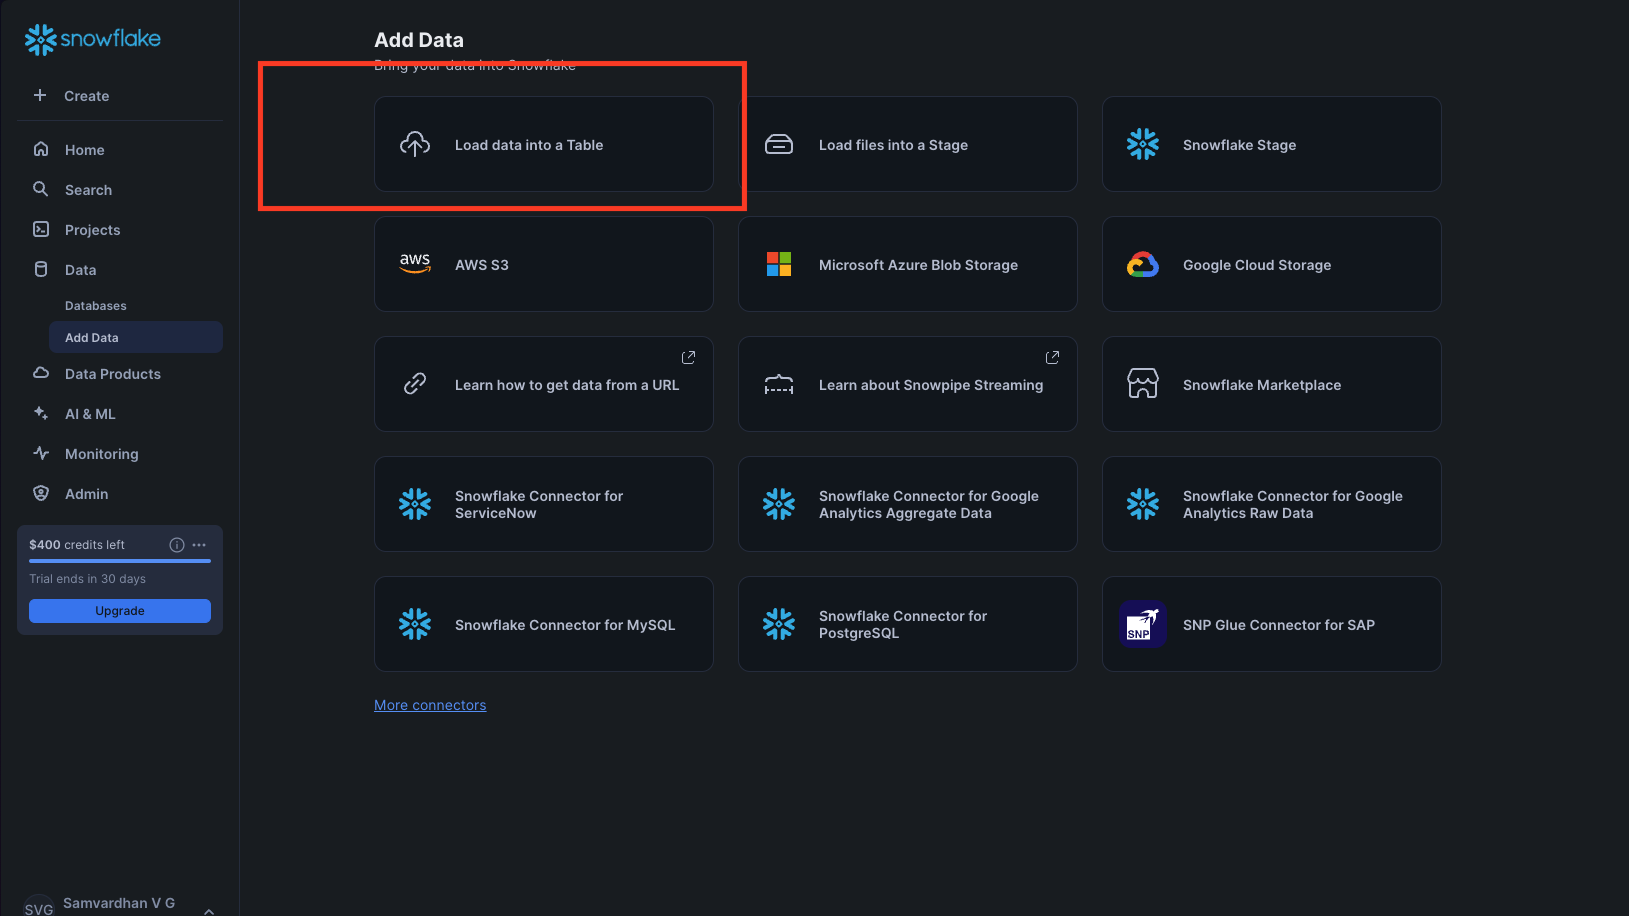 snowflake
Create
Home
Search
Projects
Data
Databases
Add Data
Data Products
AI & ML
Monitoring
Admin
$400 credits left
Trial ends in 30 days
Upgrade
SVG
Samvardhan V G
Add Data
Bring your data into Snowflake
Load data into a Table
Load files into a Stage
Snowflake Stage
aws
AWS S3
Microsoft Azure Blob Storage
Google Cloud Storage
Learn how to get data from a URL
Learn about Snowpipe Streaming
Snowflake Marketplace
Snowflake Connector for
ServiceNow
Snowflake Connector for Google
Analytics Aggregate Data
Snowflake Connector for Google
Analytics Raw Data
Snowflake Connector for MySQL
Snowflake Connector for
PostgreSQL
SNP
SNP Glue Connector for SAP
More connectors